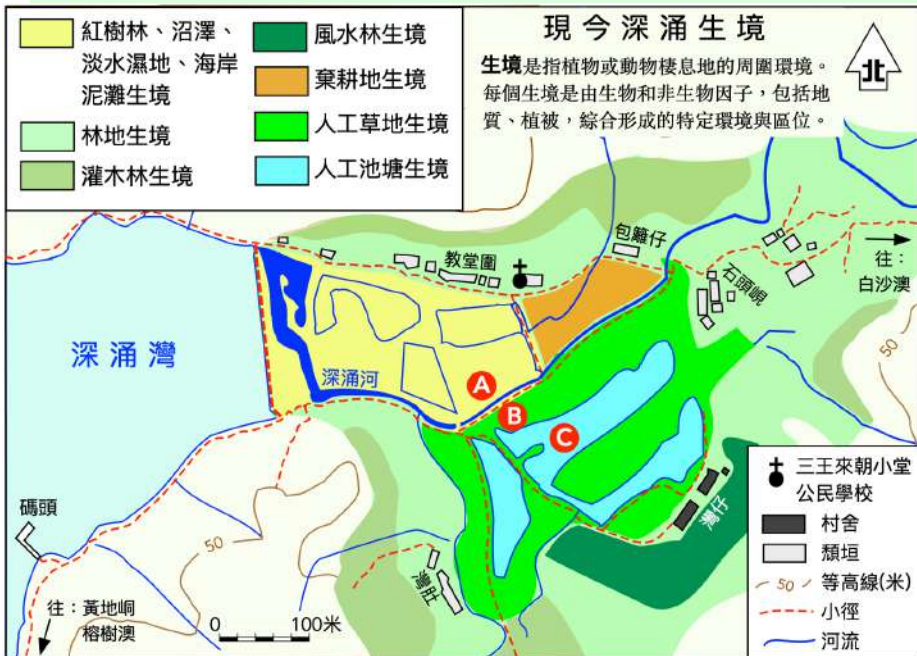 紅樹林、沼澤、
淡水濕地、海岸
泥灘生境
林地生境
灌木林生境
風水林生境
棄耕地生境
人工草地生境
人工池塘生境
現今深涌生境
生境是指植物或動物棲息地的周圍環境。
每個生境是由生物和非生物因子，包括地
質、植被，綜合形成的特定環境與區位。
北
包籬仔
教堂圍
石頭峴
往：
白沙澳
50
深涌灣
深涌河
A
B
C
碼頭
50
灣肚
灣仔
往：黃地峒
榕樹澳
0 100米
三王來朝小堂
公民學校
村舍
頹垣
50 等高線(米)
小徑
河流